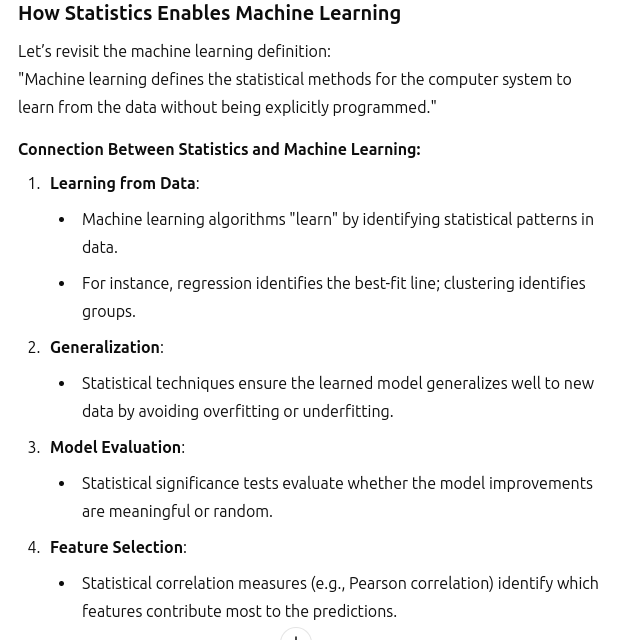 How Statistics Enables Machine Learning
Let’s revisit the machine learning definition:
"Machine learning defines the statistical methods for the computer system to
learn from the data without being explicitly programmed."
Connection Between Statistics and Machine Learning:
1. Learning from Data:
• Machine learning algorithms "learn" by identifying statistical patterns in
data.
• For instance, regression identifies the best-fit line; clustering identifies
groups.
2. Generalization:
• Statistical techniques ensure the learned model generalizes well to new
data by avoiding overfitting or underfitting.
3. Model Evaluation:
• Statistical significance tests evaluate whether the model improvements
are meaningful or random.
4. Feature Selection:
• Statistical correlation measures (e.g., Pearson correlation) identify which
features contribute most to the predictions.